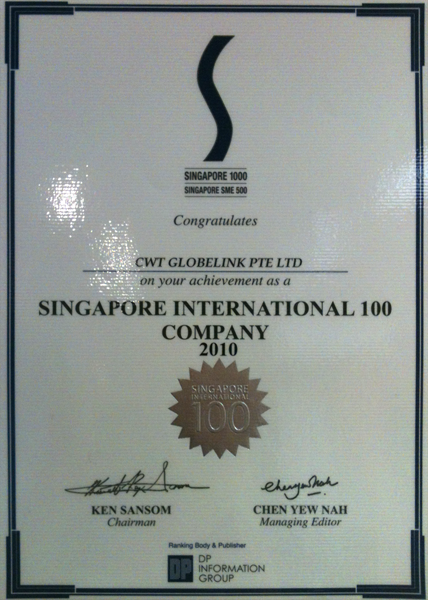 SINGAPORE 1000
SINGAPORE SME 500
Congratulates
CWT GLOBELINK PTE LTD
on your achievement as a
SINGAPORE INTERNATIONAL 100
COMPANY
2010
SINGAPORE
INTERNATIONAL
100
KEN SANSOM
Chairman
CHEN YEW NAH
Managing Editor
Ranking Body & Publisher
DP
DP
INFORMATION
GROUP